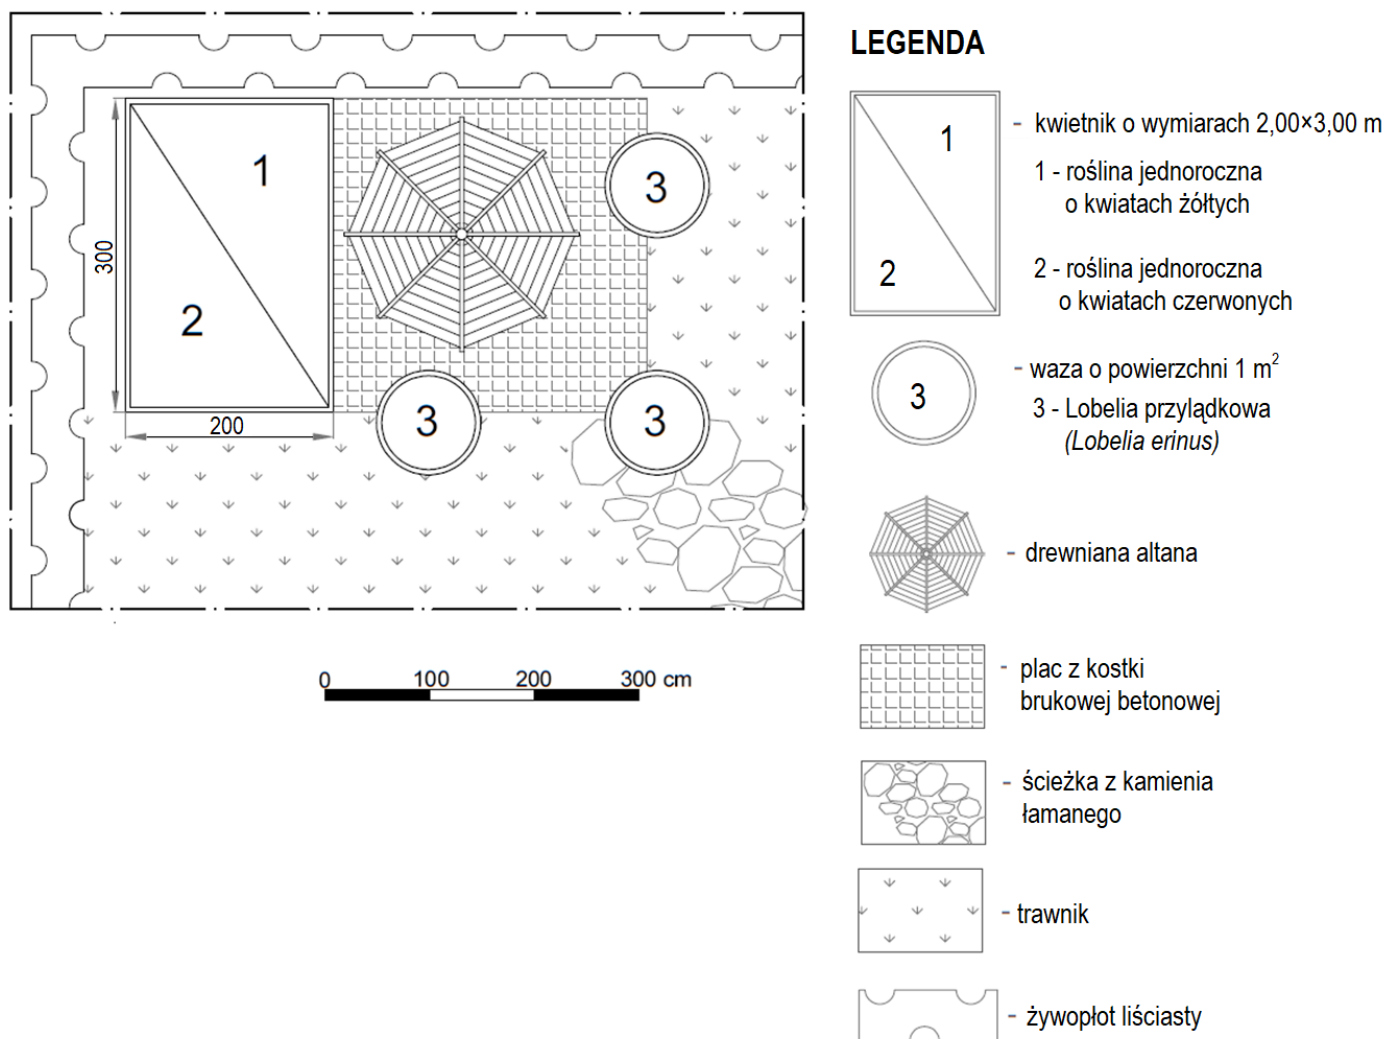 1
2
300
200
3
3
3
0 100 200 300 cm
LEGENDA
1
2
- kwietnik o wymiarach 2,00×3,00 m
1 - roślina jednoroczna
o kwiatach żółtych
2 - roślina jednoroczna
o kwiatach czerwonych
3
- waza o powierzchni 1 m²
3 - Lobelia przylądkowa
(Lobelia erinus)
- drewniana altana
- plac z kostki
brukowej betonowej
- ścieżka z kamienia
łamanego
- trawnik
- żywopłot liściasty